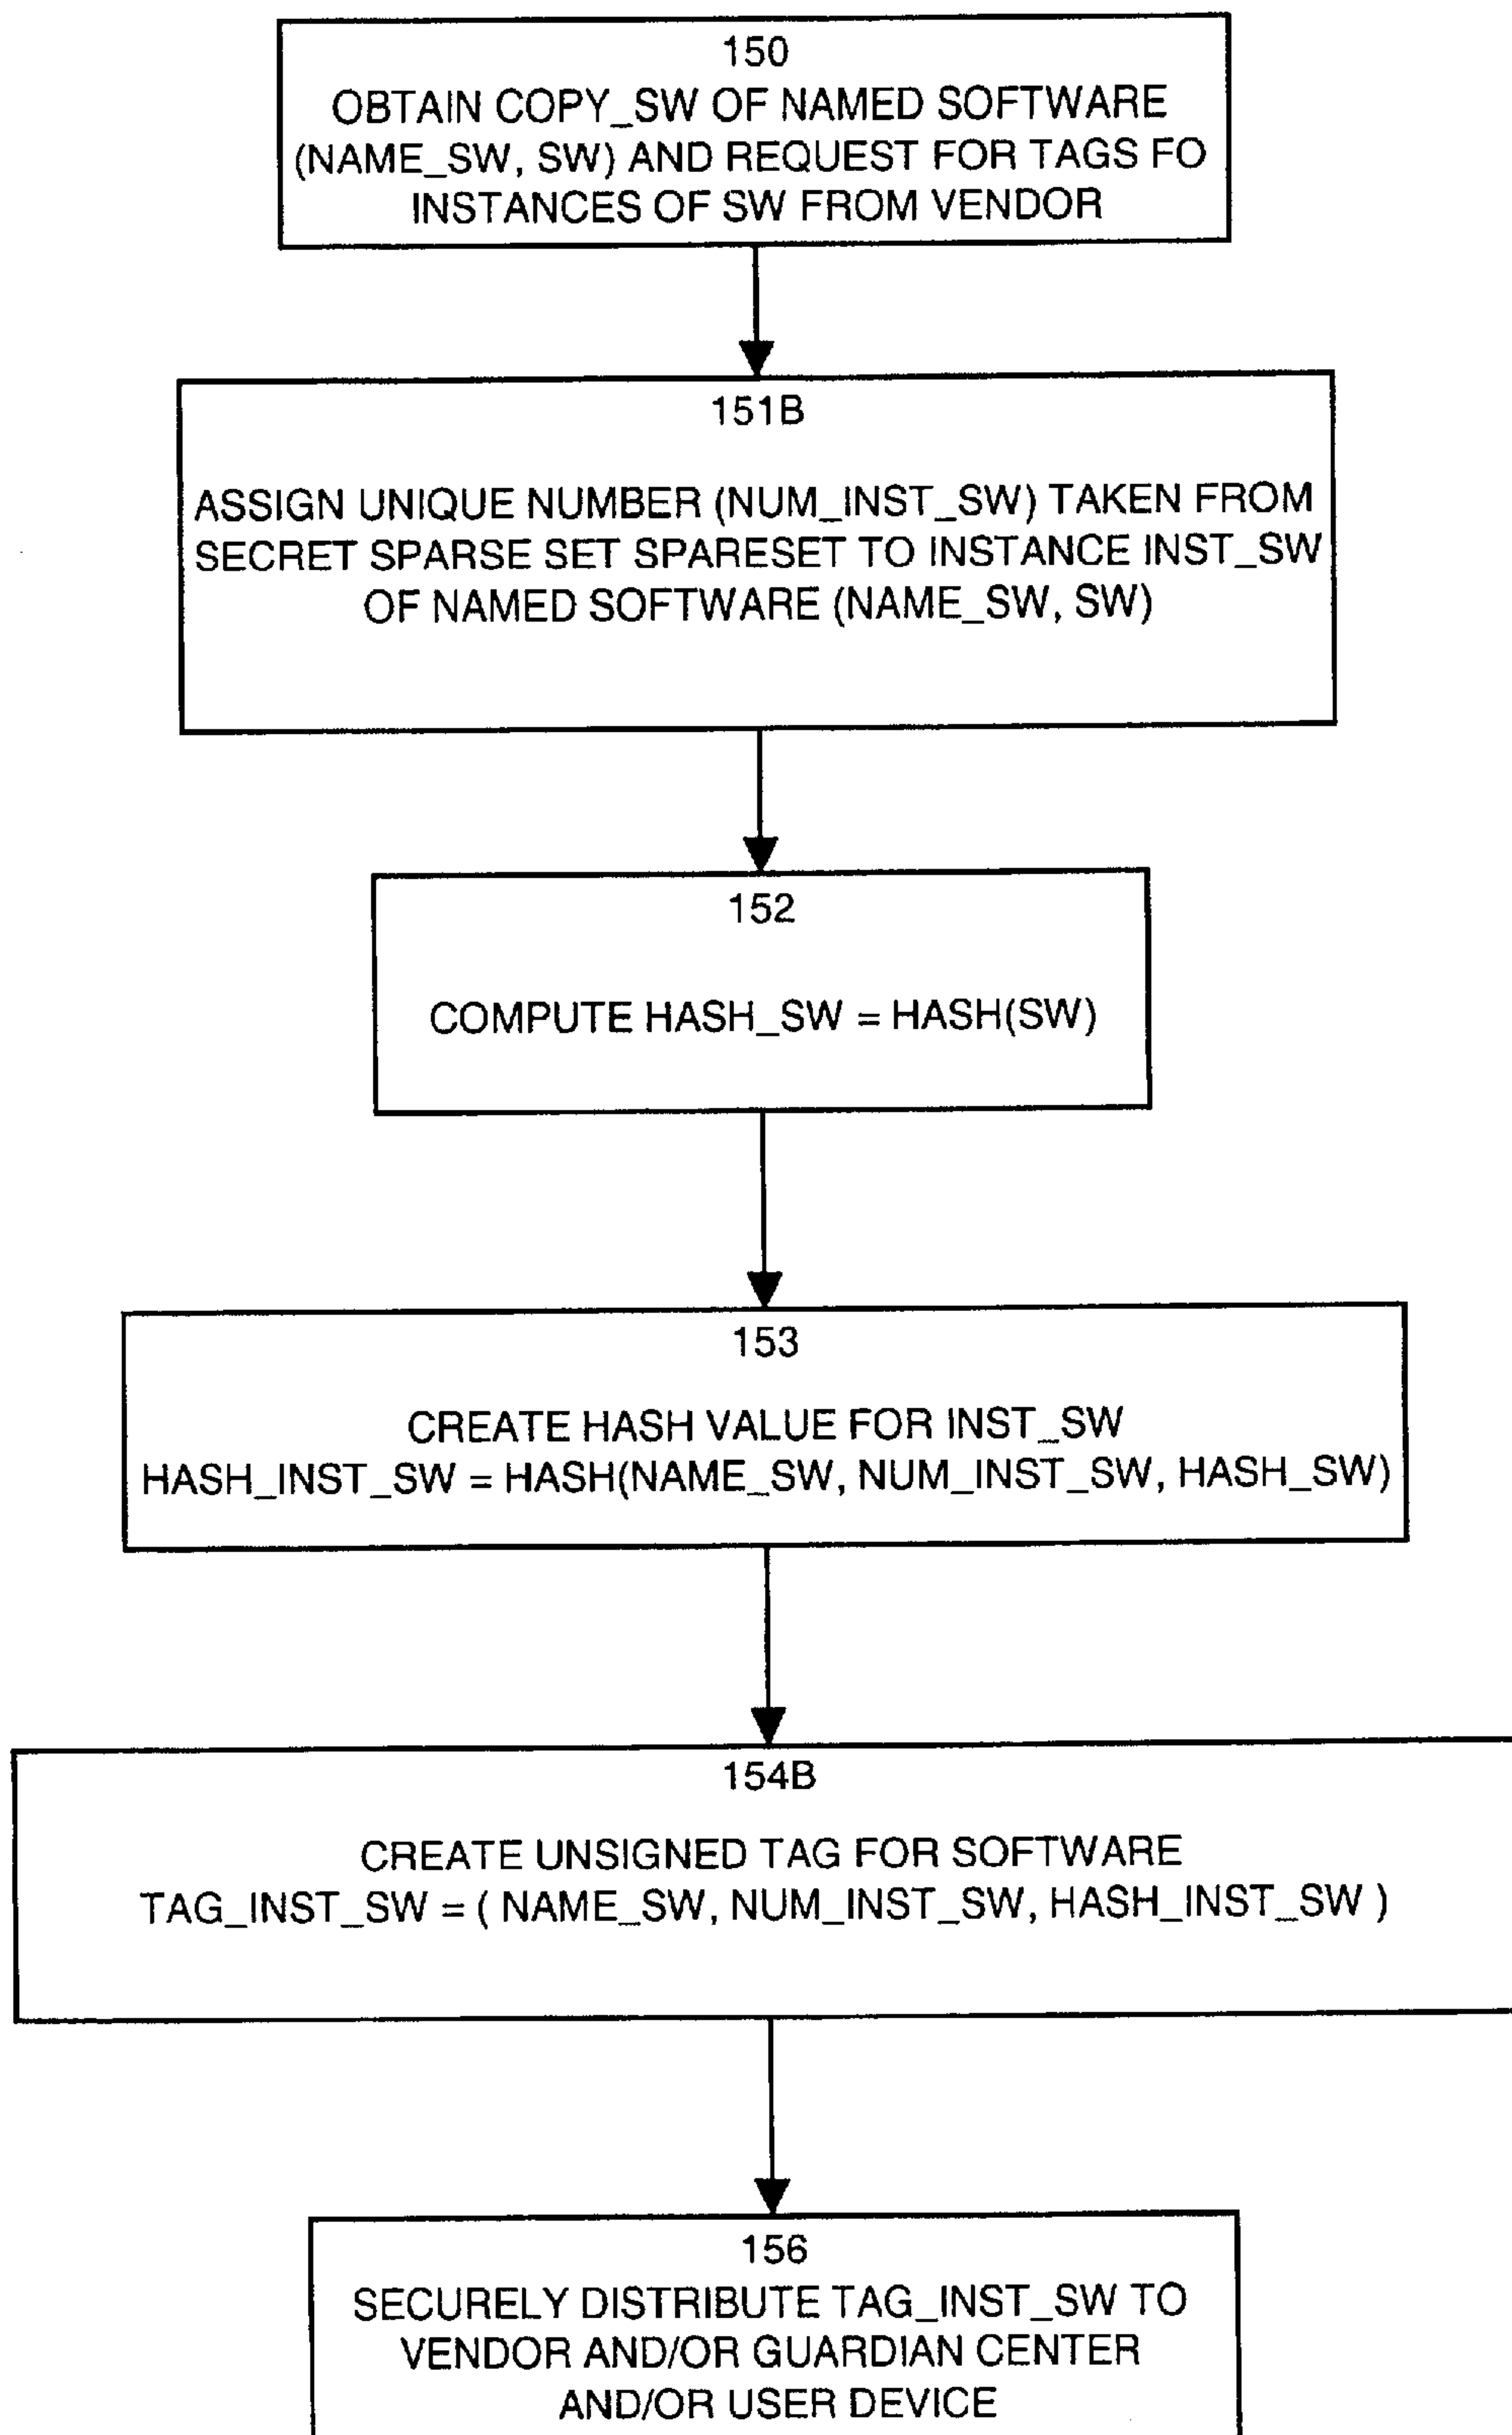 150
OBTAIN COPY_SW OF NAMED SOFTWARE
(NAME_SW, SW) AND REQUEST FOR TAGS FO
INSTANCES OF SW FROM VENDOR
151B
ASSIGN UNIQUE NUMBER (NUM_INST_SW) TAKEN FROM
SECRET SPARSE SET SPARESET TO INSTANCE INST_SW
OF NAMED SOFTWARE (NAME_SW, SW)
152
COMPUTE HASH_SW = HASH(SW)
153
CREATE HASH VALUE FOR INST_SW
HASH_INST_SW = HASH(NAME_SW, NUM_INST_SW, HASH_SW)
154B
CREATE UNSIGNED TAG FOR SOFTWARE
TAG_INST_SW = ( NAME_SW, NUM_INST_SW, HASH_INST_SW )
156
SECURELY DISTRIBUTE TAG_INST_SW TO
VENDOR AND/OR GUARDIAN CENTER
AND/OR USER DEVICE